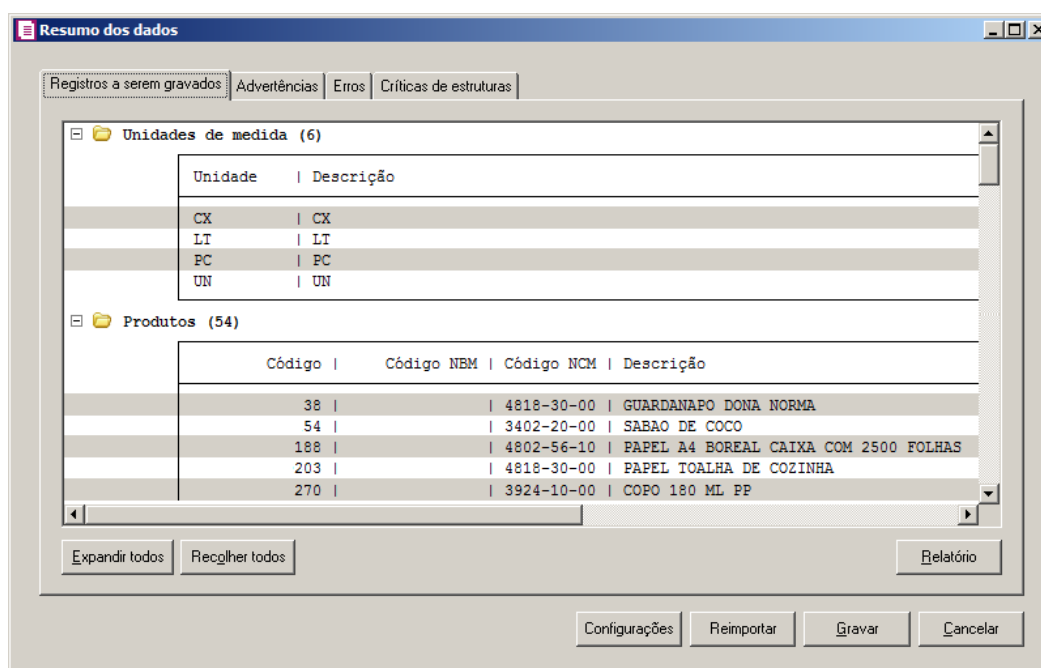 Resumo dos dados
Registros a serem gravados Advertências Erros Críticas de estruturas
Unidades de medida (6)
Unidade | Descrição
CX | CX
LT | LT
PC | PC
UN | UN
Produtos (54)
Código | Código NBM | Código NCM | Descrição
38 | | 4818-30-00 | GUARDANAPO DONA NORMA
54 | | 3402-20-00 | SABAO DE COCO
188 | | 4802-56-10 | PAPEL A4 BOREAL CAIXA COM 2500 FOLHAS
203 | | 4818-30-00 | PAPEL TOALHA DE COZINHA
270 | | 3924-10-00 | COPO 180 ML PP
Expandir todos Recolher todos Relatório
Configurações Reimportar Gravar Cancelar